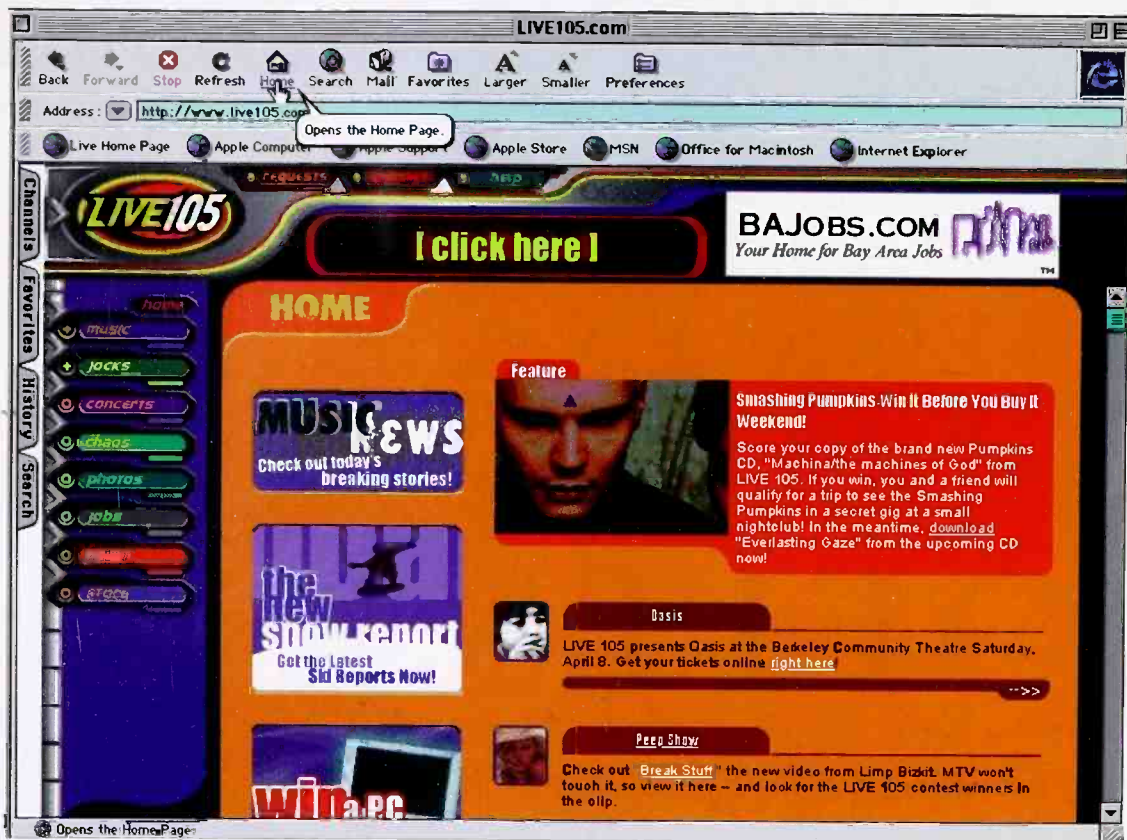 LIVE105.com
Back Forward Stop Refresh Home Search Mail Favorites Larger Smaller Preferences
Address: http://www.live105.com
Opens the Home Page.
Live Home Page Apple Computer Apple Support Apple Store MSN Office for Macintosh Internet Explorer
Channels
Favorites
History
Search
requests help
LIVE105
[click here]
BAJOBS.COM
Your Home for Bay Area Jobs
TM
home
music
jocks
concerts
chaos
photos
jobs
store
HOME
MUSIC NEWS
Check out today's
breaking stories!
the
new
snow report
Get the Latest
Ski Reports Now!
win a PC
Feature
Smashing Pumpkins-Win It Before You Buy It
Weekend!
Score your copy of the brand new Pumpkins
CD, "Machina/the machines of God" from
LIVE 105. If you win, you and a friend will
qualify for a trip to see the Smashing
Pumpkins in a secret gig at a small
nightclub! In the meantime, download
"Everlasting Gaze" from the upcoming CD
now!
Oasis
LIVE 105 presents Oasis at the Berkeley Community Theatre Saturday,
April 8. Get your tickets online right here!
-->>
Peep Show
Check out "Break Stuff" the new video from Limp Bizkit. MTV won't
touch it, so view it here -- and look for the LIVE 105 contest winners in
the clip.
Opens the Home Page.